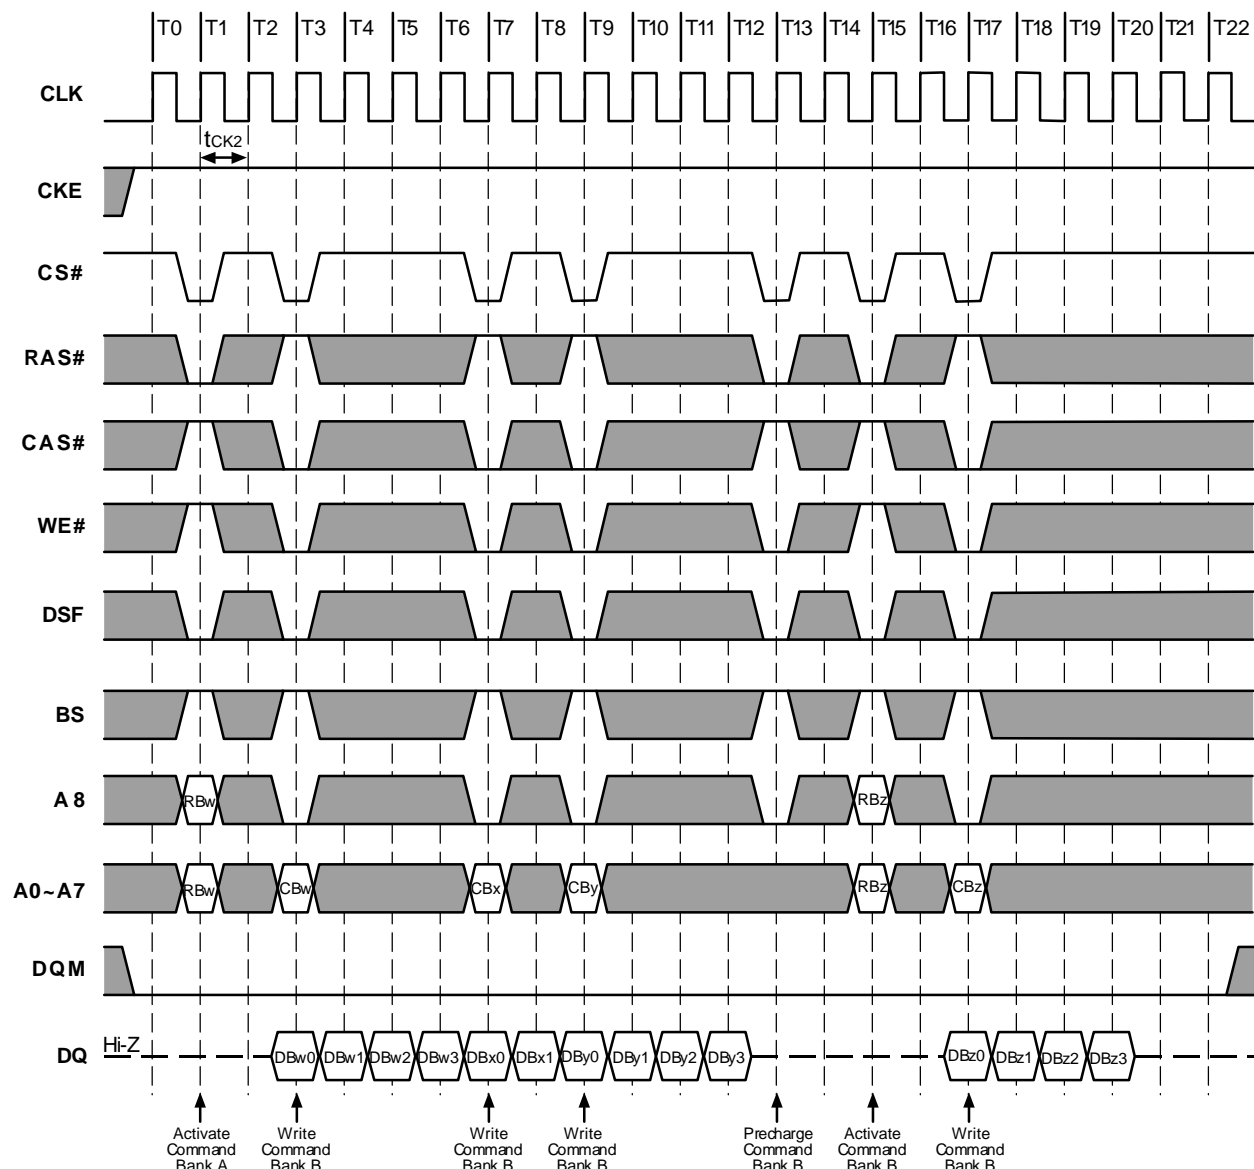 T0 T1 T2 T3 T4 T5 T6 T7 T8 T9 T10 T11 T12 T13 T14 T15 T16 T17 T18 T19 T20 T21 T22
CLK
tCK2
CKE
CS#
RAS#
CAS#
WE#
DSF
BS
A8 RBw RBz
A0~A7 RBw CBw CBx CBy RBz CBz
DQM
DQ Hi-Z DBw0 DBw1 DBw2 DBw3 DBx0 DBx1 DBy0 DBy1 DBy2 DBy3 DBz0 DBz1 DBz2 DBz3
Activate Write Write Write Precharge Activate Write
Command Command Command Command Command Command Command
Bank A Bank B Bank B Bank B Bank B Bank B Bank B